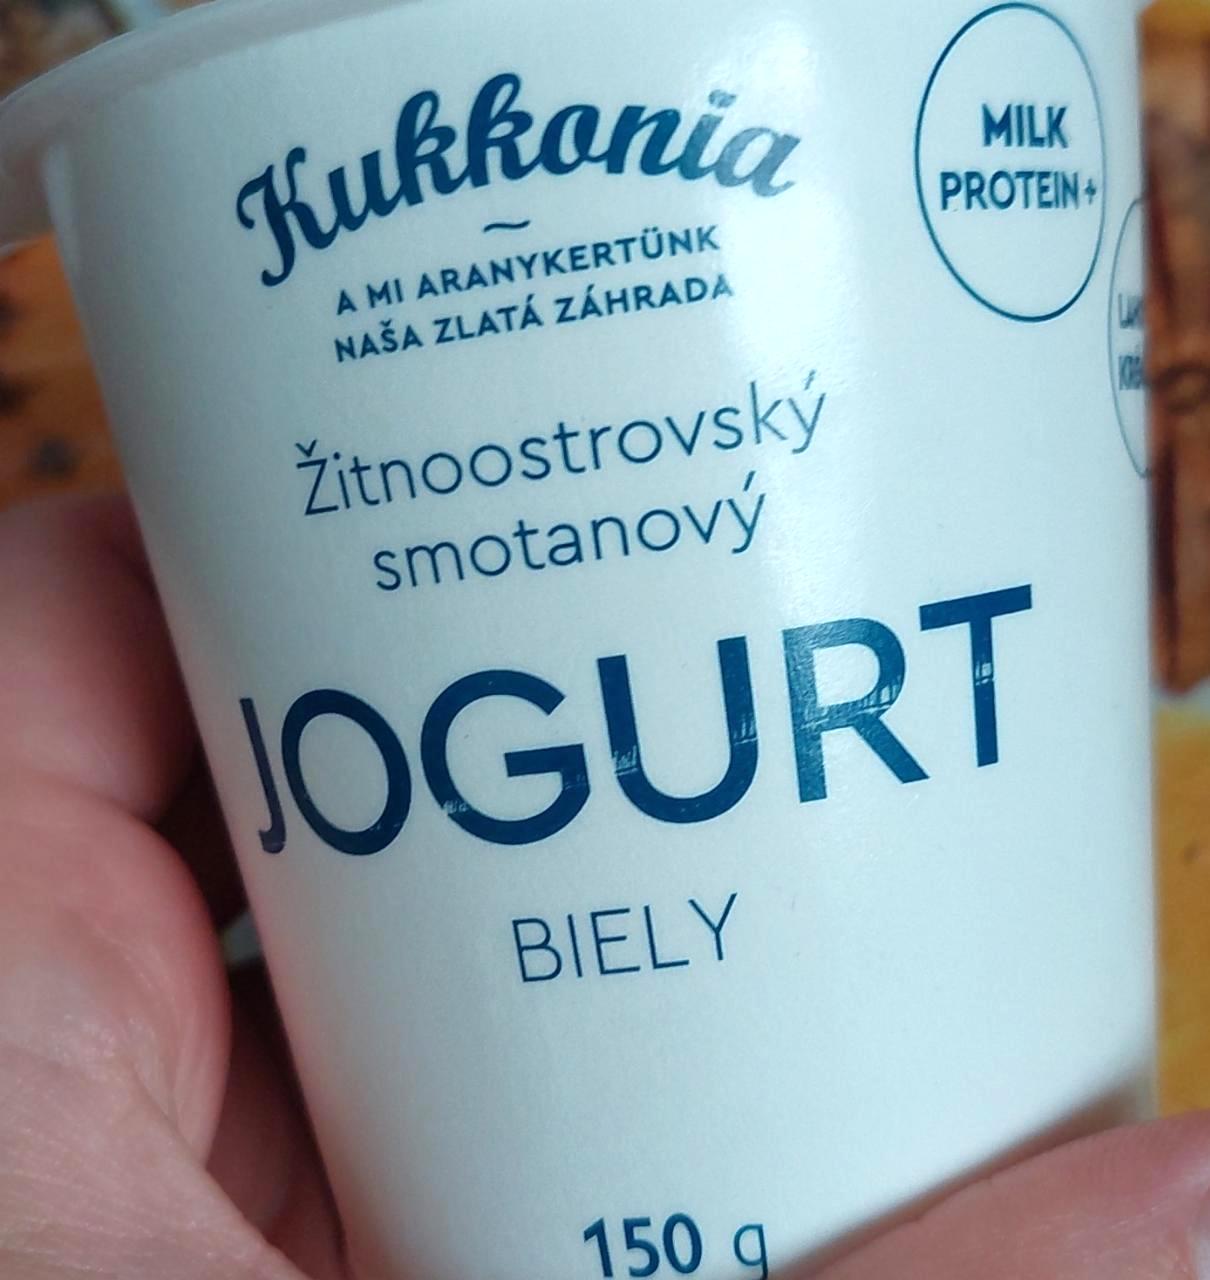 Kukkonia
~
A MI ARANYKERTÜNK
NAŠA ZLATÁ ZÁHRADA
MILK
PROTEIN+
Žitnoostrovský
smotanový
JOGURT
BIELY
150 g